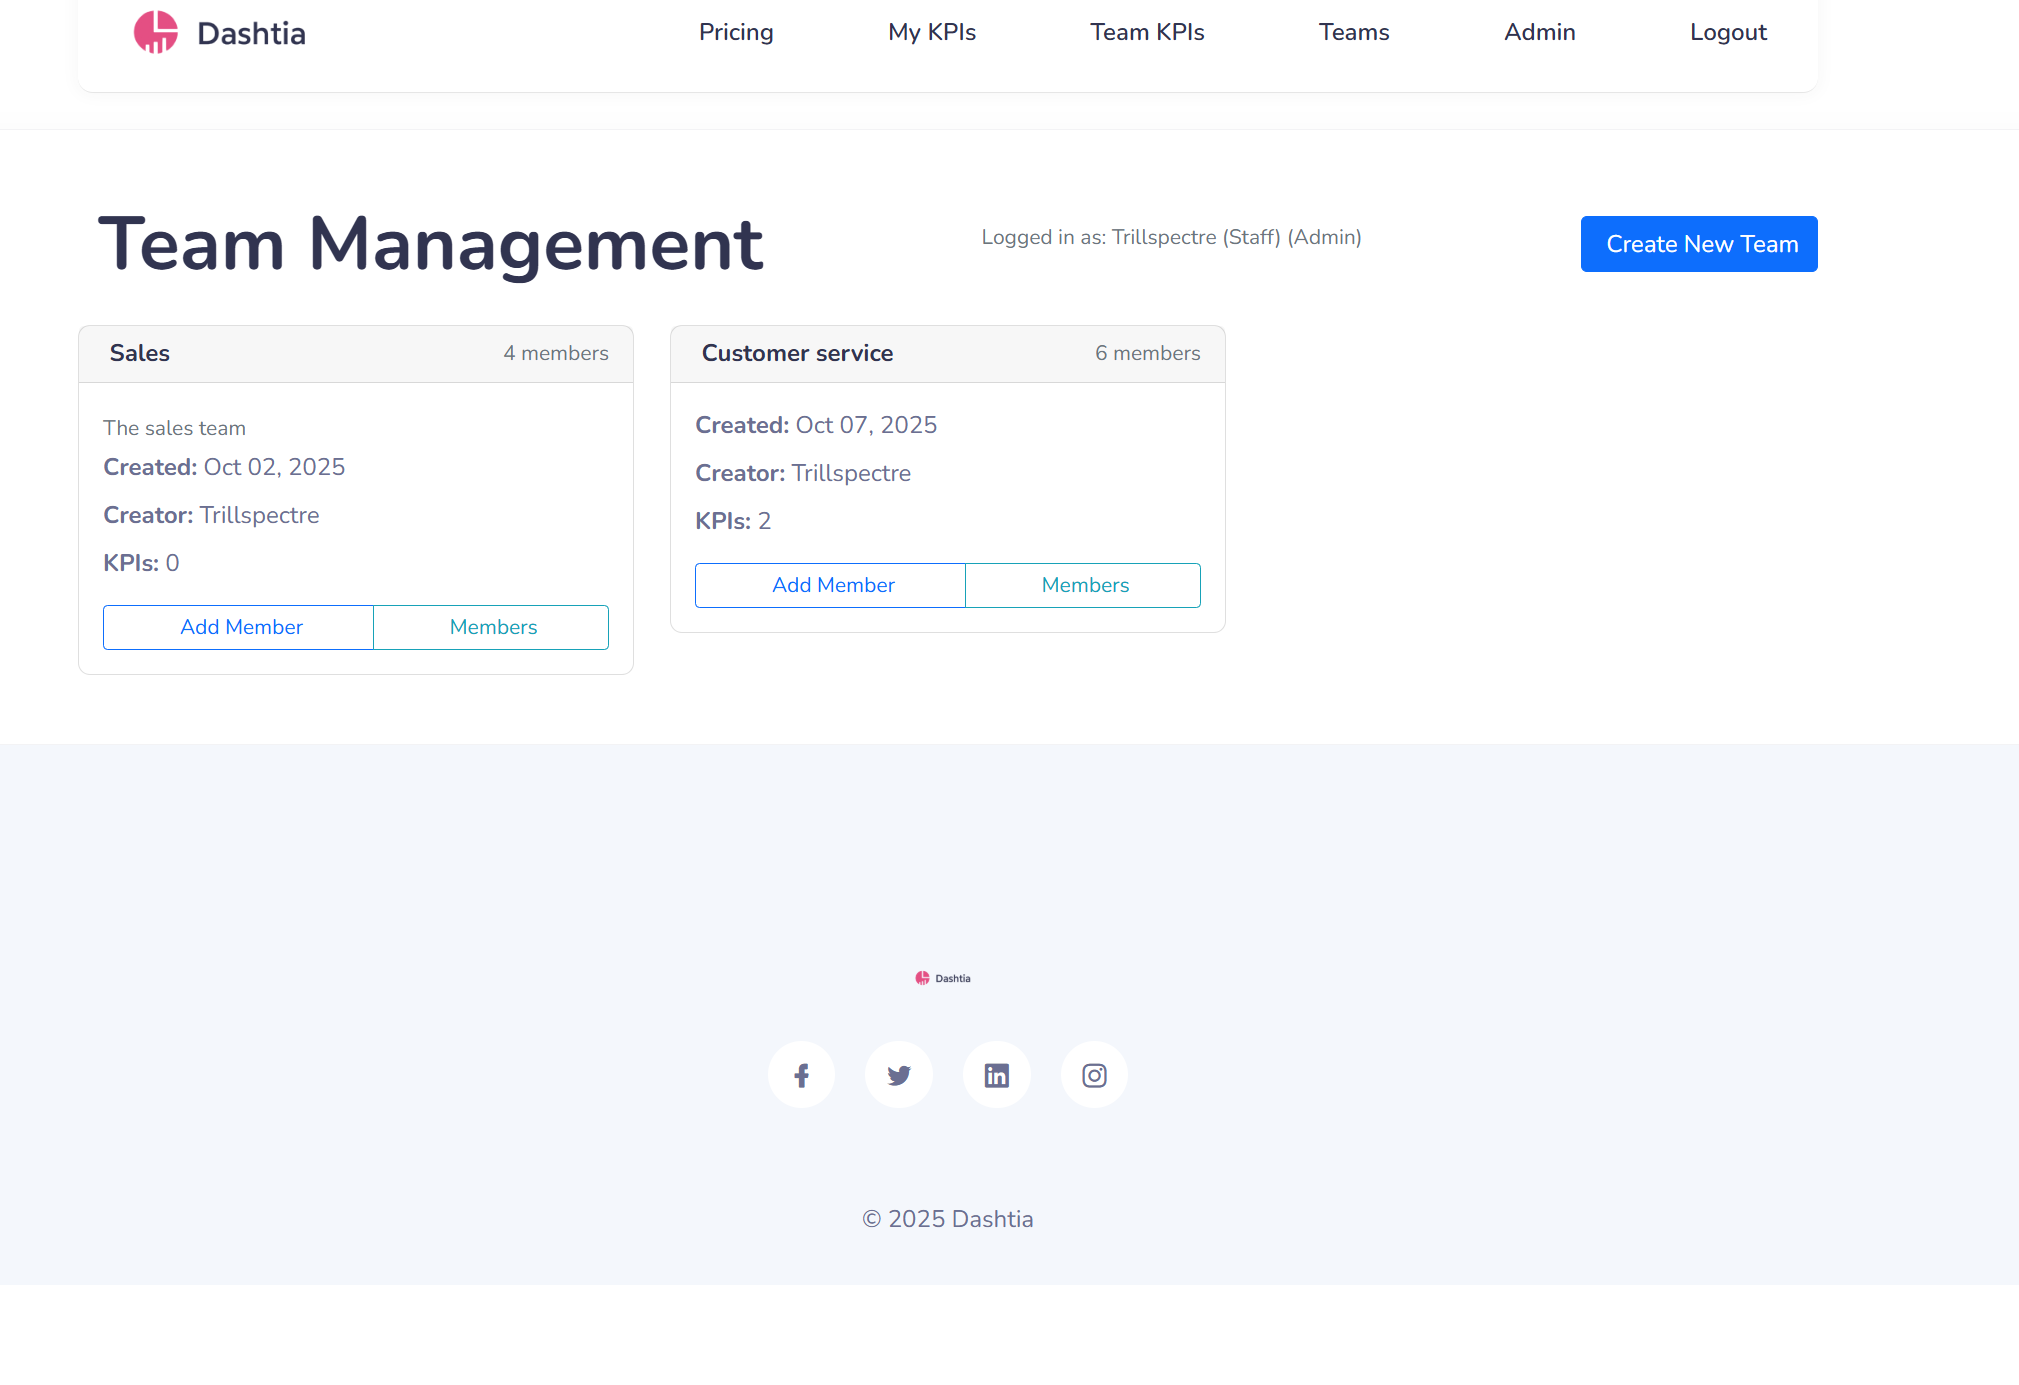 Dashtia
Pricing
My KPIs
Team KPIs
Teams
Admin
Logout
Team Management
Logged in as: Trillspectre (Staff) (Admin)
Create New Team
Sales
4 members
The sales team
Created: Oct 02, 2025
Creator: Trillspectre
KPIs: 0
Add Member
Members
Customer service
6 members
Created: Oct 07, 2025
Creator: Trillspectre
KPIs: 2
Add Member
Members
Dashtia
© 2025 Dashtia